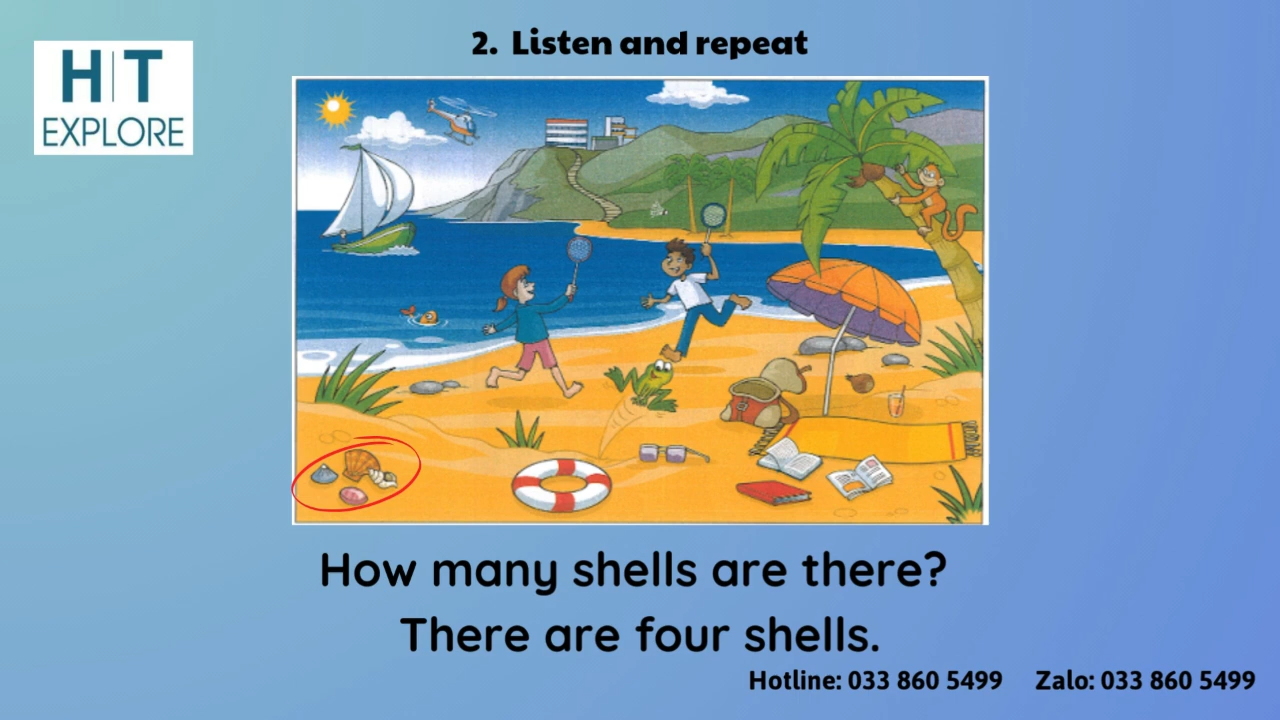 H|T
EXPLORE
2. Listen and repeat
How many shells are there?
There are four shells.
Hotline: 033 860 5499 Zalo: 033 860 5499